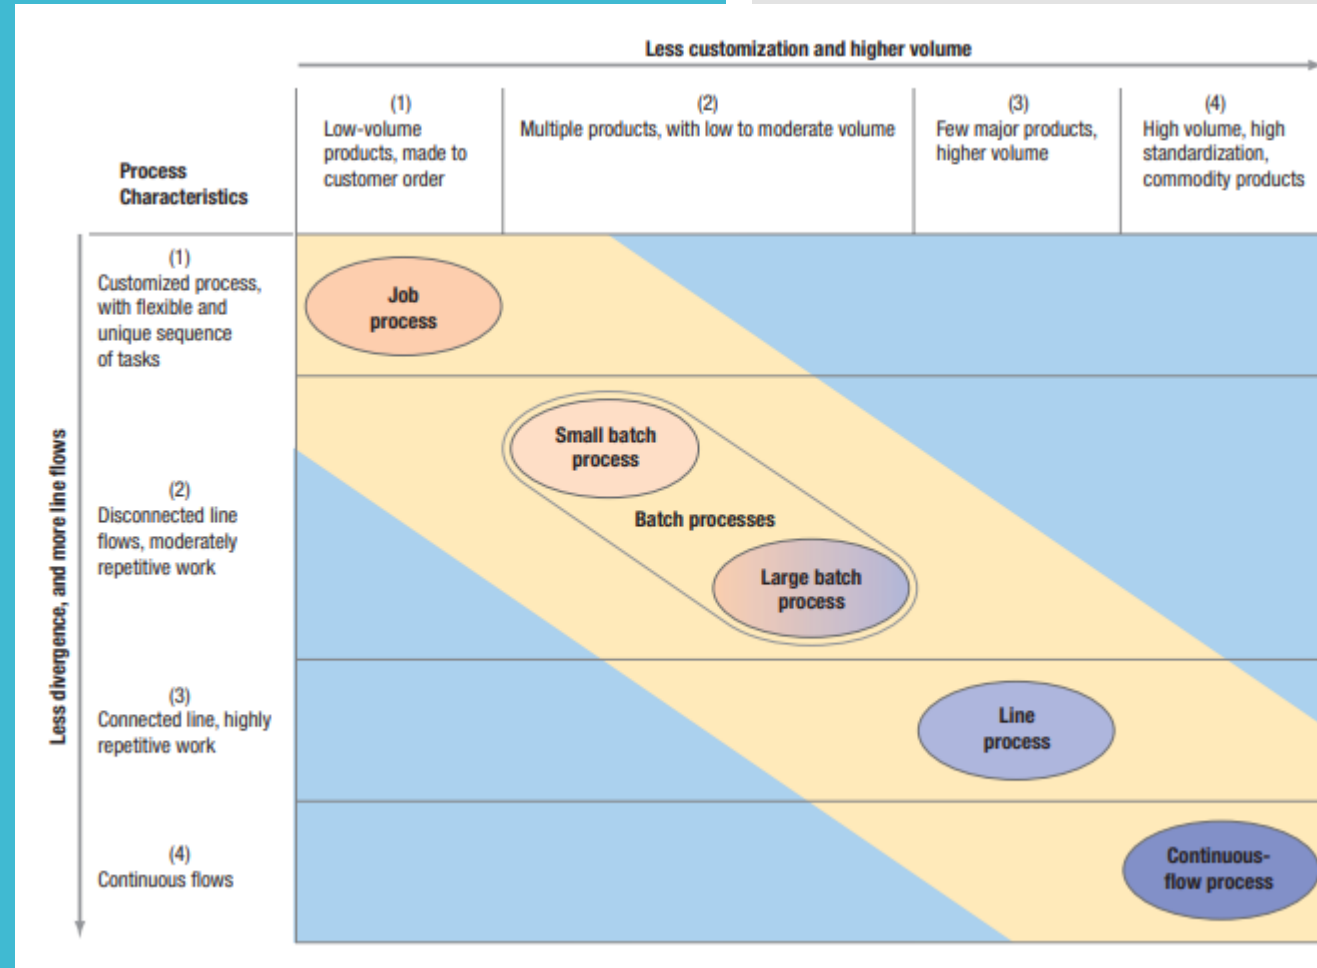 Less customization and higher volume
(1)
Low-volume
products, made to
customer order
(2)
Multiple products, with low to moderate volume
(3)
Few major products,
higher volume
(4)
High volume, high
standardization,
commodity products
Process
Characteristics
Less divergence, and more line flows
(1)
Customized process,
with flexible and
unique sequence
of tasks
Job
process
(2)
Disconnected line
flows, moderately
repetitive work
Small batch
process
Batch processes
Large batch
process
(3)
Connected line, highly
repetitive work
Line
process
(4)
Continuous flows
Continuous-
flow process